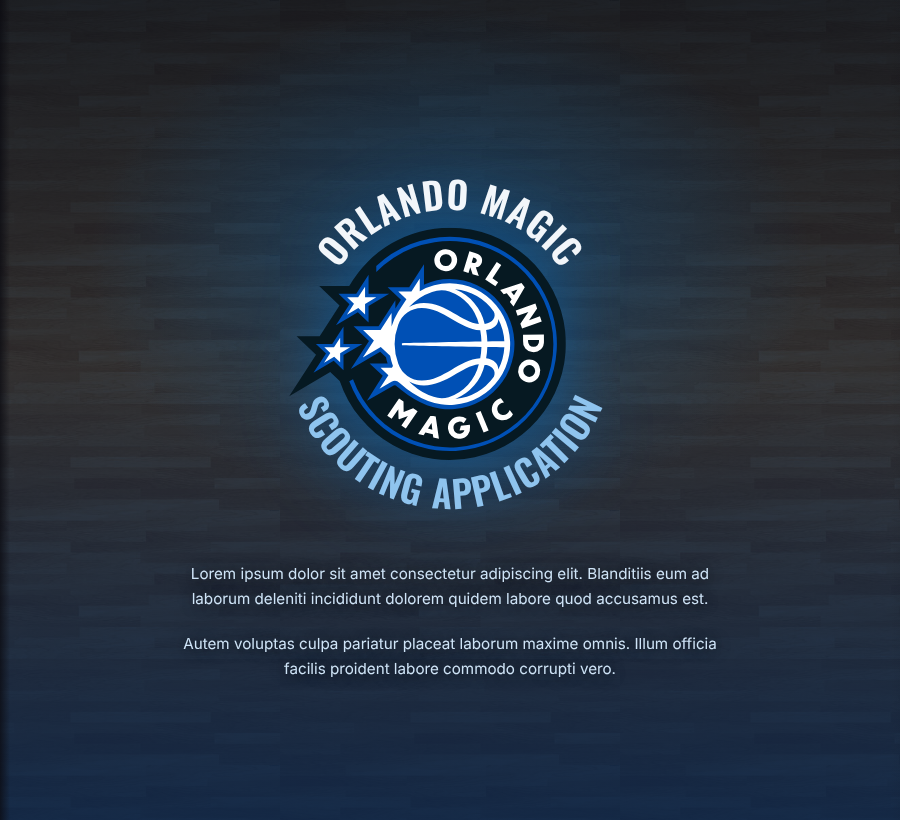 ORLANDO MAGIC
ORLANDO
MAGIC
SCOUTING APPLICATION
Lorem ipsum dolor sit amet consectetur adipiscing elit. Blanditiis eum ad
laborum deleniti incididunt dolorem quidem labore quod accusamus est.
Autem voluptas culpa pariatur placeat laborum maxime omnis. Illum officia
facilis proident labore commodo corrupti vero.